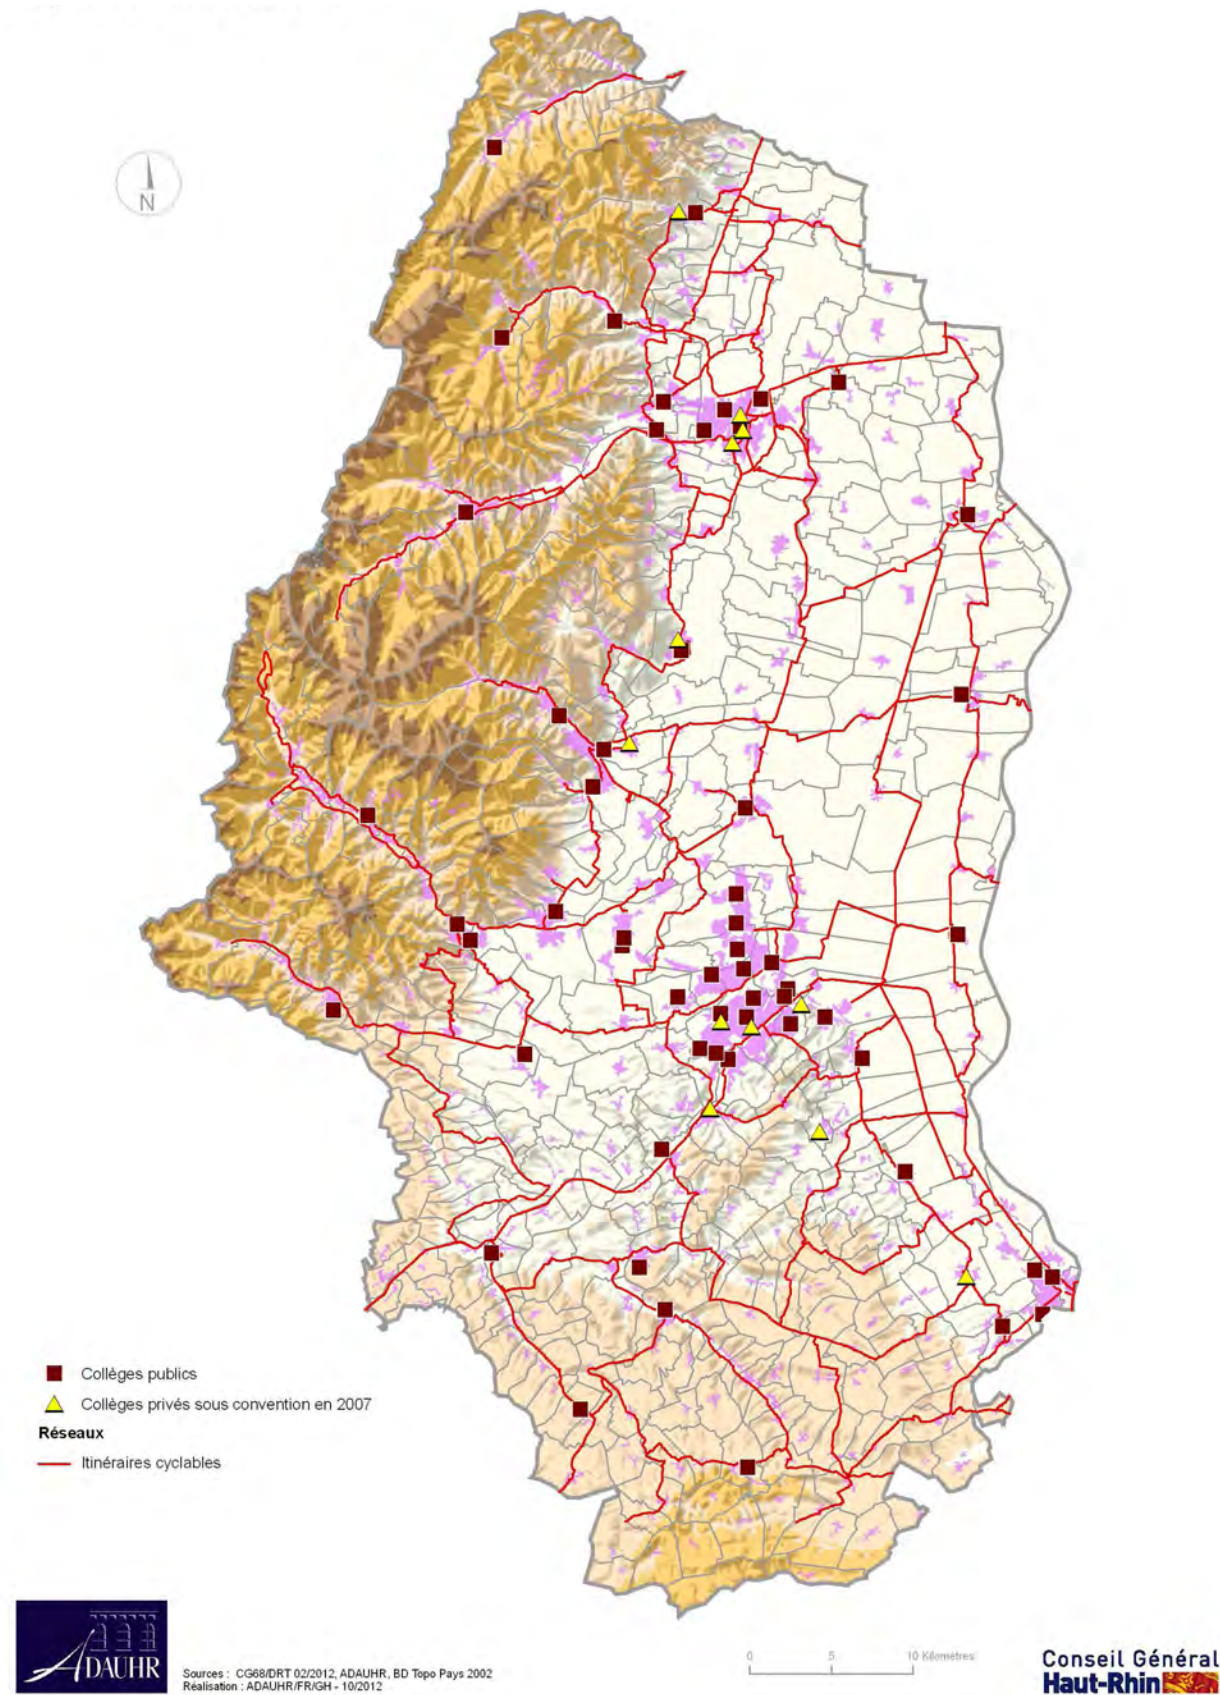 N
Collèges publics
Collèges privés sous convention en 2007
Réseaux
Itinéraires cyclables
ADAUHR
Sources : CG68/DRT 02/2012, ADAUHR, BD Topo Pays 2002
Réalisation : ADAUHR/FR/GH - 10/2012
0 5 10 Kilomètres
Conseil Général
Haut-Rhin